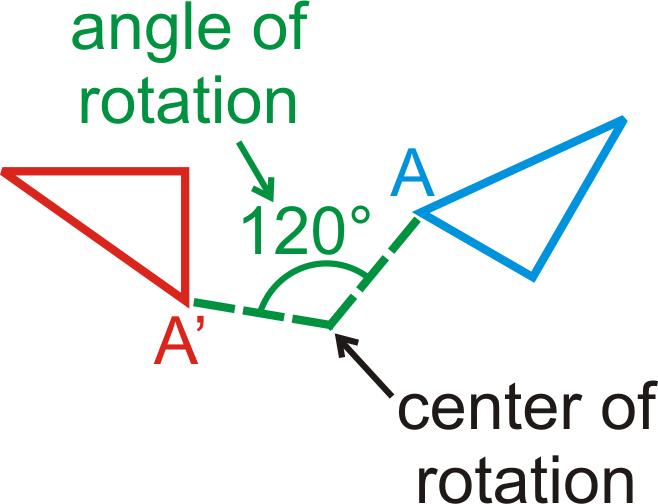 angle of
rotation
A
120°
A’
center of
rotation